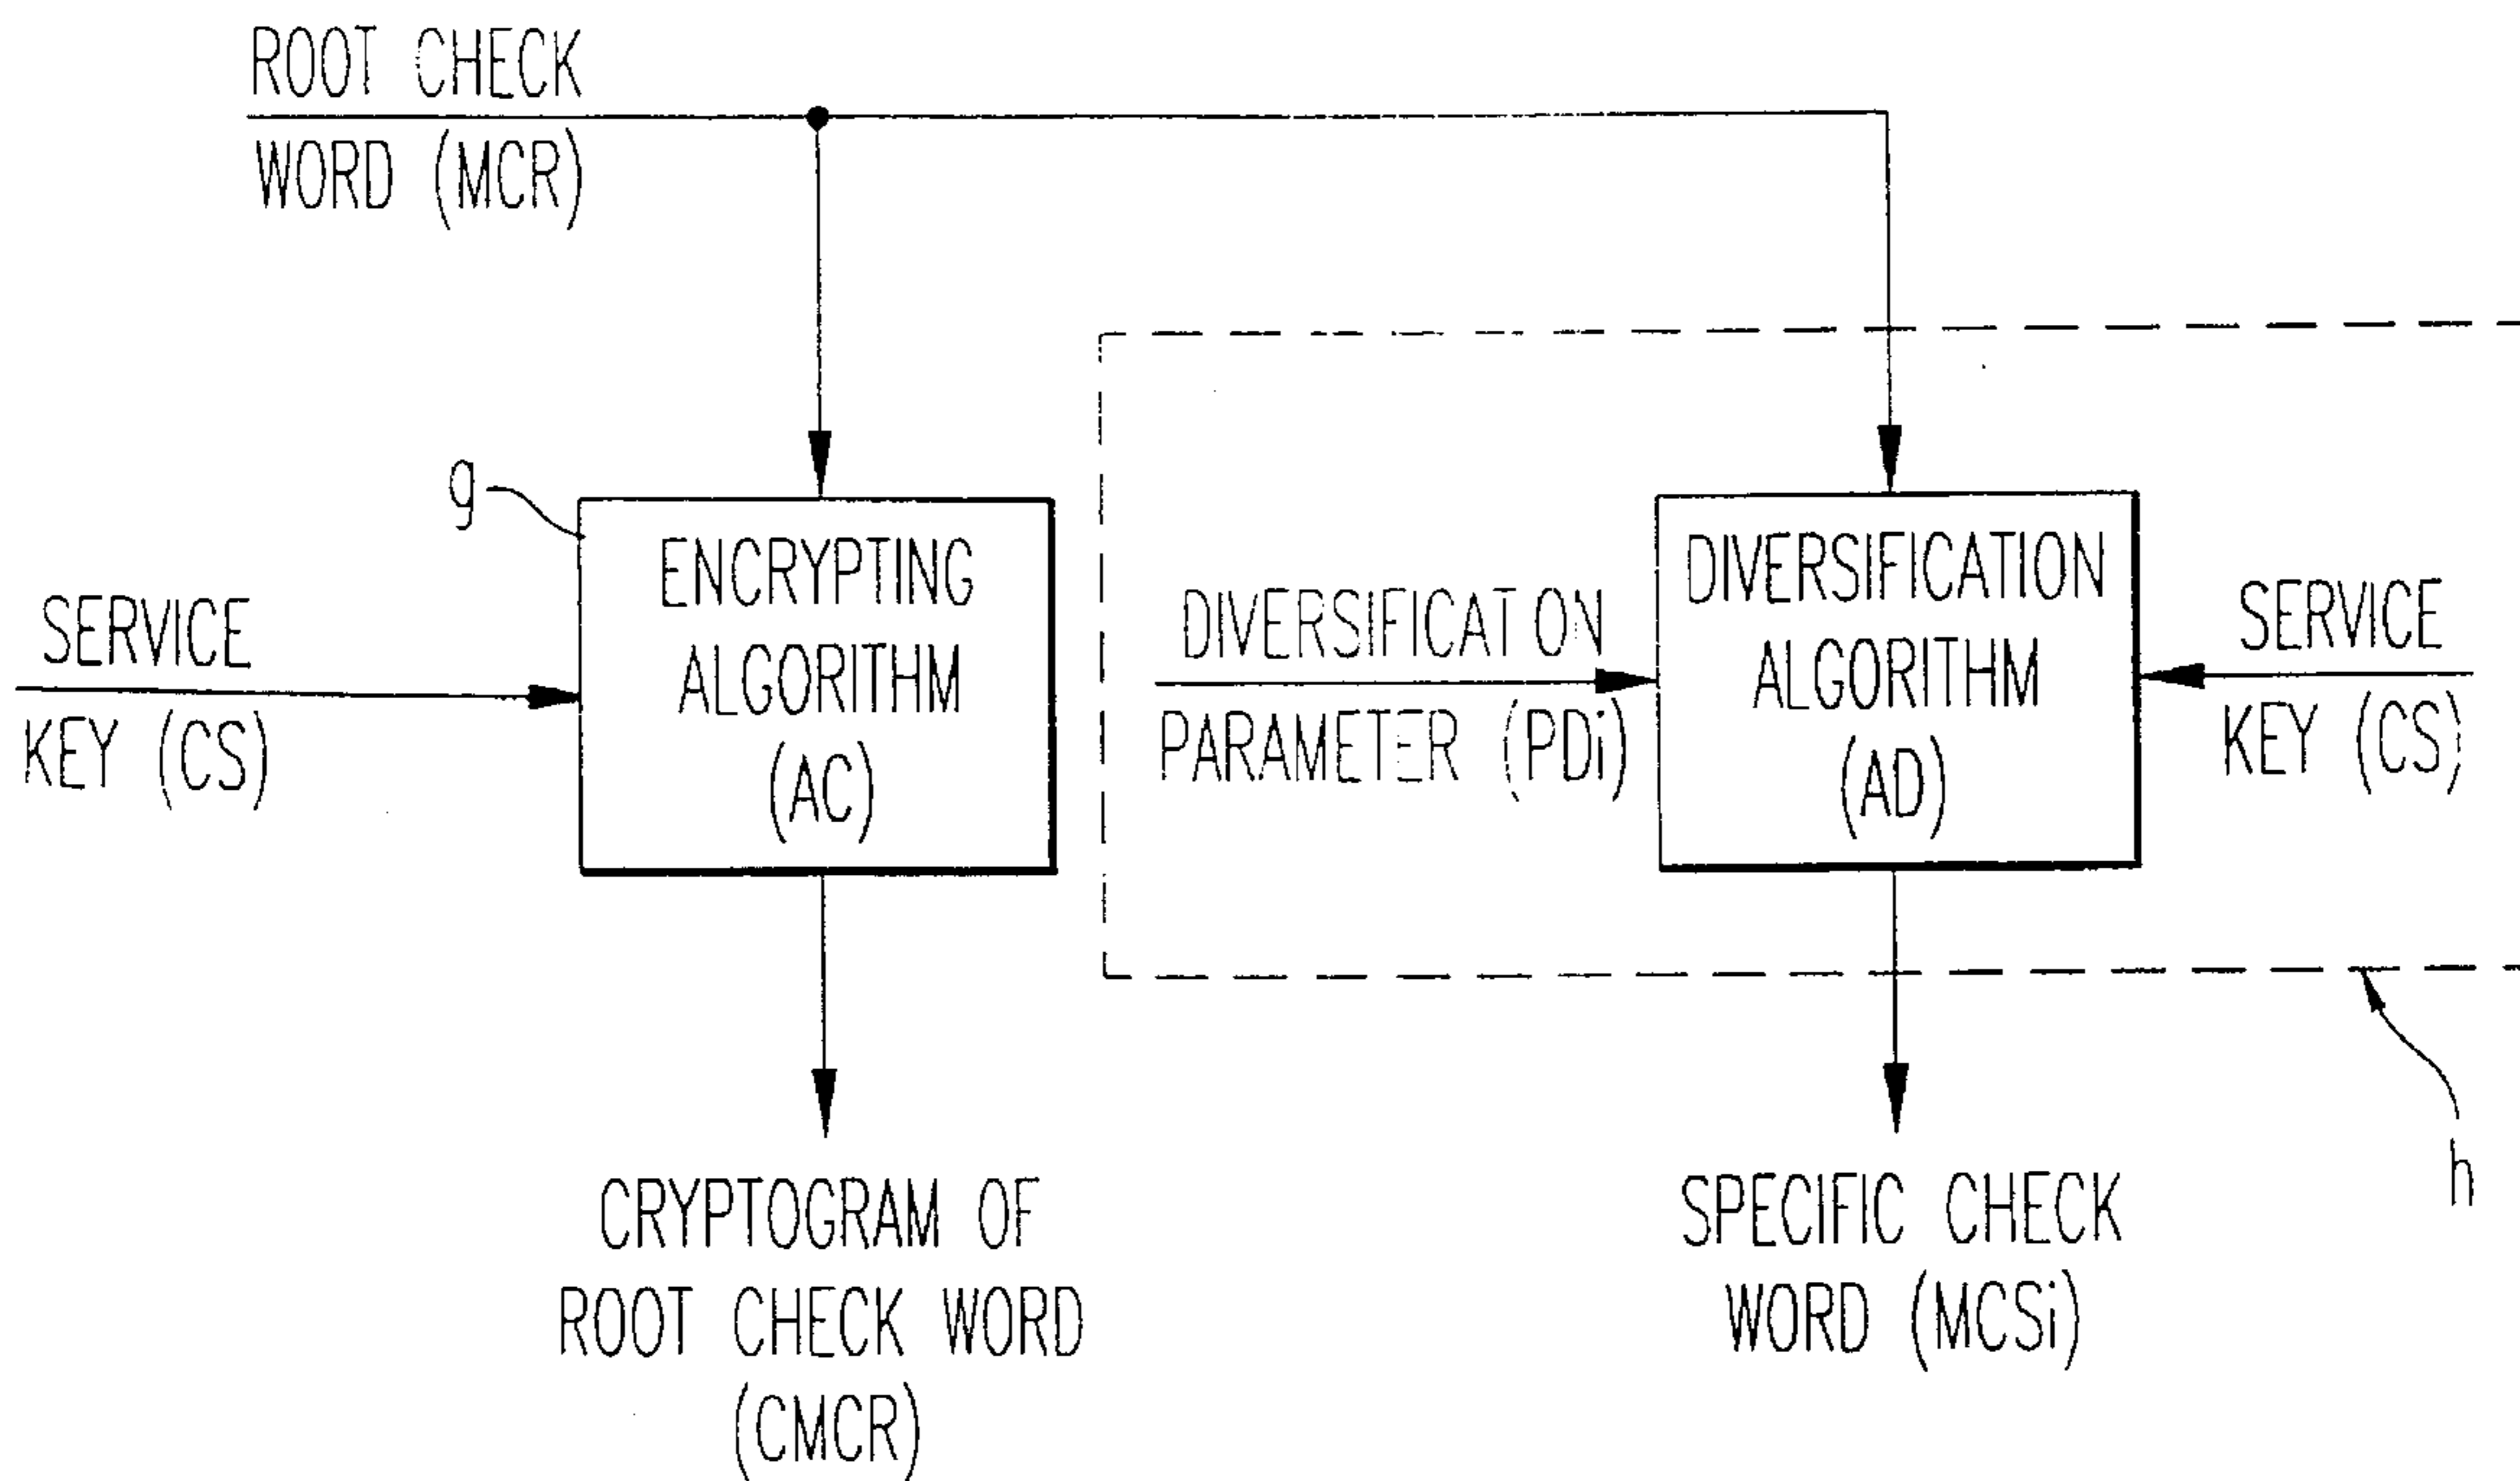 ROOT CHECK
WORD (MCR)
g
ENCRYPTING
ALGORITHM
(AC)
SERVICE
KEY (CS)
DIVERSIFICAT ON
PARAMETER (PDi)
DIVERSIFICATION
ALGORITHM
(AD)
SERVICE
KEY (CS)
CRYPTOGRAM OF
ROOT CHECK WORD
(CMCR)
SPECIFIC CHECK
WORD (MCSi)
h